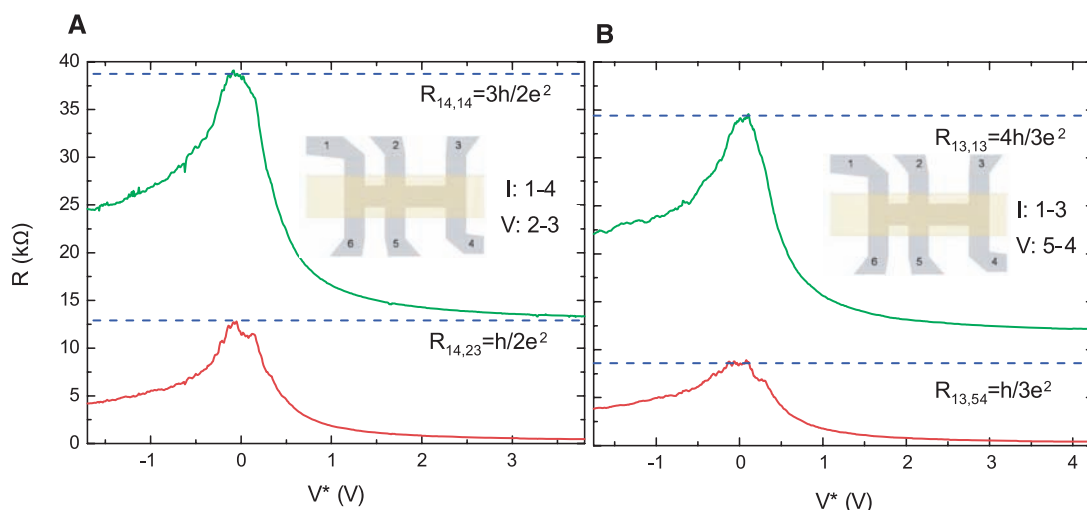 A
B
R (kΩ)
40
35
30
25
20
15
10
5
0
R14,14=3h/2e²
1 2 3
I: 1-4
V: 2-3
6 5 4
R14,23=h/2e²
-1 0 1 2 3
V* (V)
R13,13=4h/3e²
1 2 3
I: 1-3
V: 5-4
6 5 4
R13,54=h/3e²
-1 0 1 2 3 4
V* (V)